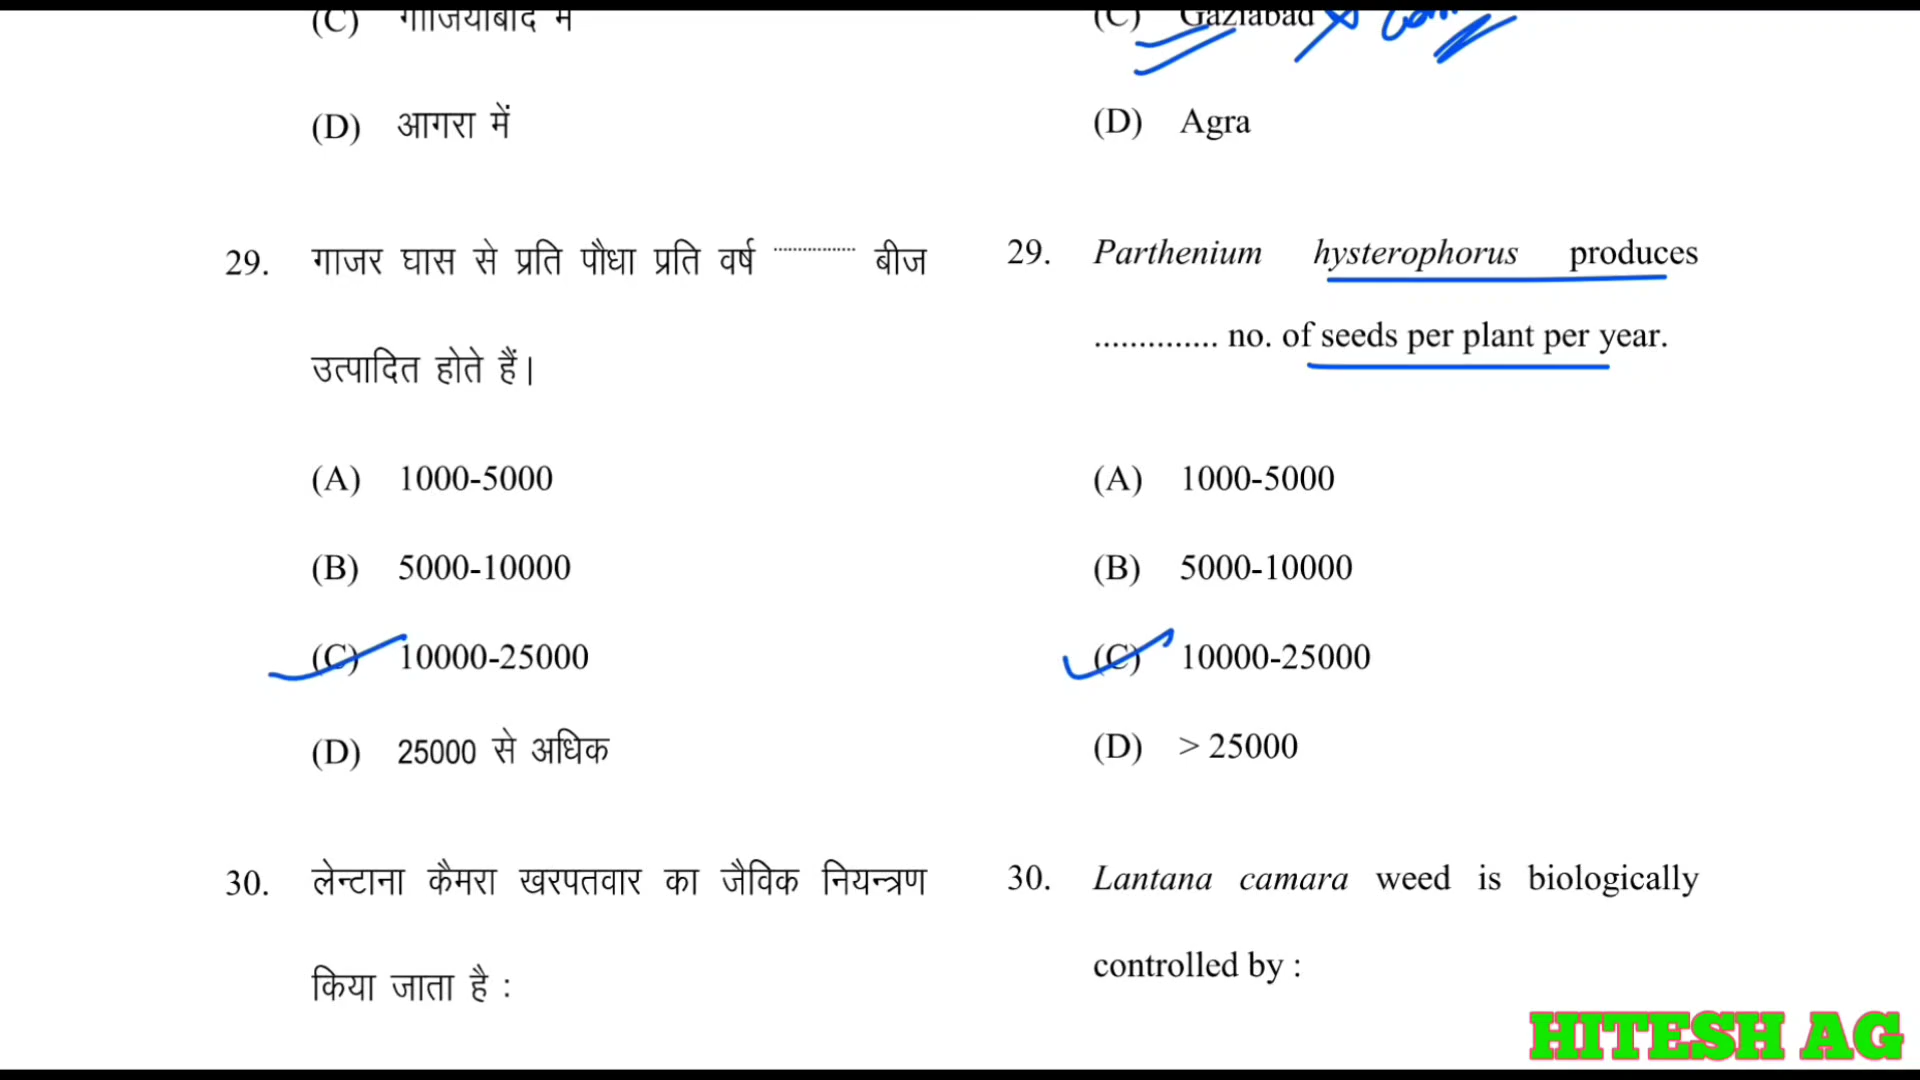 (C) गाजियाबाद में
(D) आगरा में
29. गाजर घास से प्रति पौधा प्रति वर्ष ................ बीज
उत्पादित होते हैं।
(A) 1000-5000
(B) 5000-10000
(C) 10000-25000
(D) 25000 से अधिक
30. लेन्टाना कैमरा खरपतवार का जैविक नियन्त्रण
किया जाता है :
(C) Gaziabad
(D) Agra
29. Parthenium hysterophorus produces
.............. no. of seeds per plant per year.
(A) 1000-5000
(B) 5000-10000
(C) 10000-25000
(D) > 25000
30. Lantana camara weed is biologically
controlled by :
HITESH AG